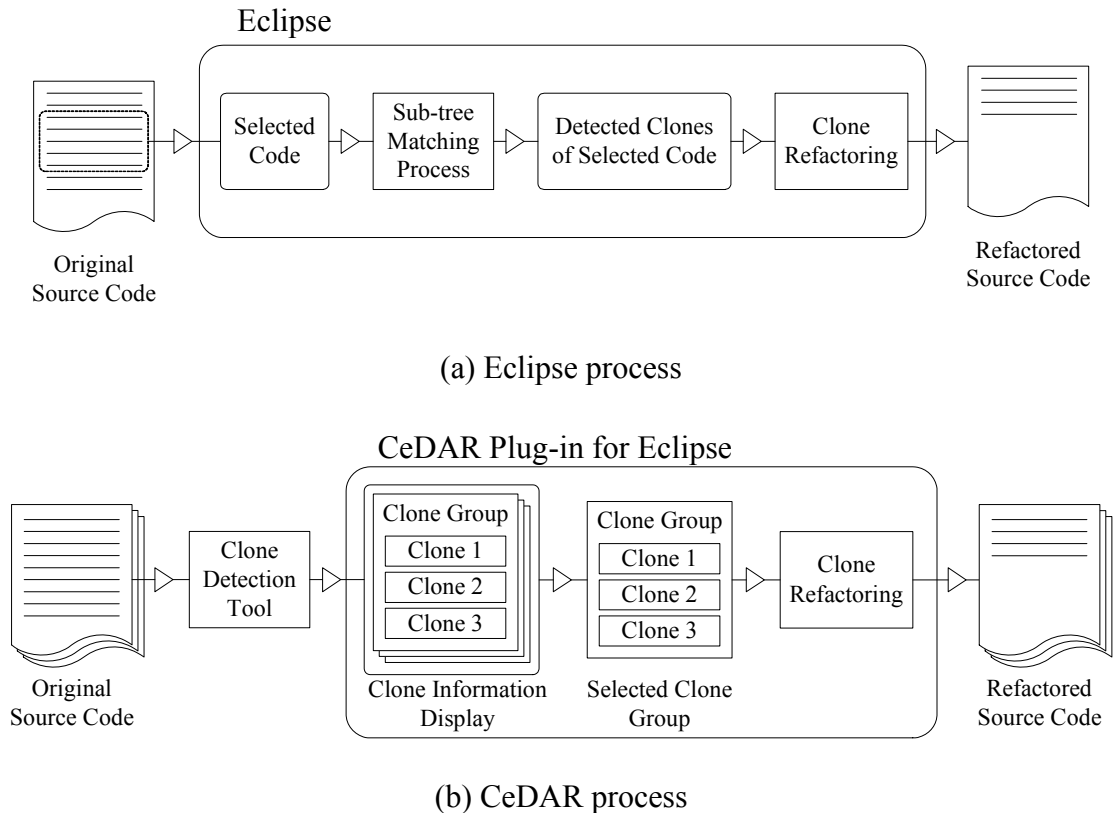 Eclipse
Selected
Code
Sub-tree
Matching
Process
Detected Clones
of Selected Code
Clone
Refactoring
Original
Source Code
Refactored
Source Code
(a) Eclipse process
CeDAR Plug-in for Eclipse
Clone
Detection
Tool
Clone Group
Clone 1
Clone 2
Clone 3
Clone Information
Display
Clone Group
Clone 1
Clone 2
Clone 3
Selected Clone
Group
Clone
Refactoring
Original
Source Code
Refactored
Source Code
(b) CeDAR process